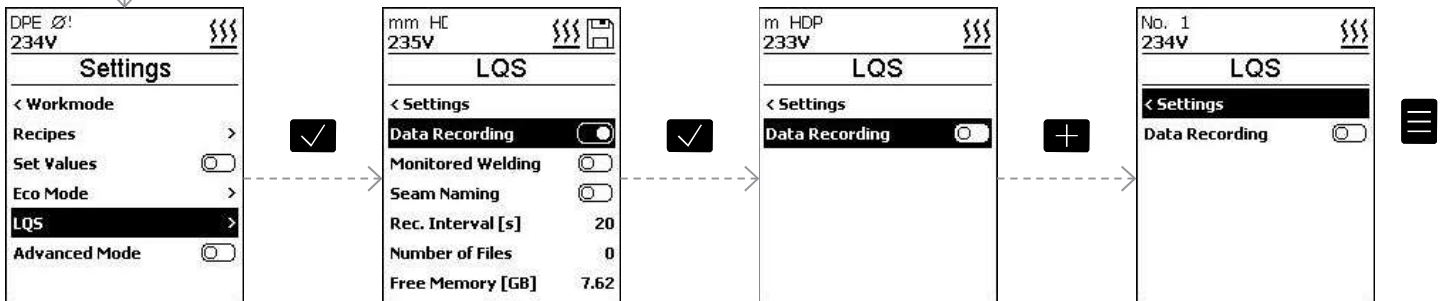 DPE Ø!
234V
Settings
< Workmode
Recipes >
Set Values
Eco Mode >
LQS >
Advanced Mode
mm HD
235V
LQS
< Settings
Data Recording
Monitored Welding
Seam Naming
Rec. Interval [s] 20
Number of Files 0
Free Memory [GB] 7.62
m HDP
233V
LQS
< Settings
Data Recording
No. 1
234V
LQS
< Settings
Data Recording